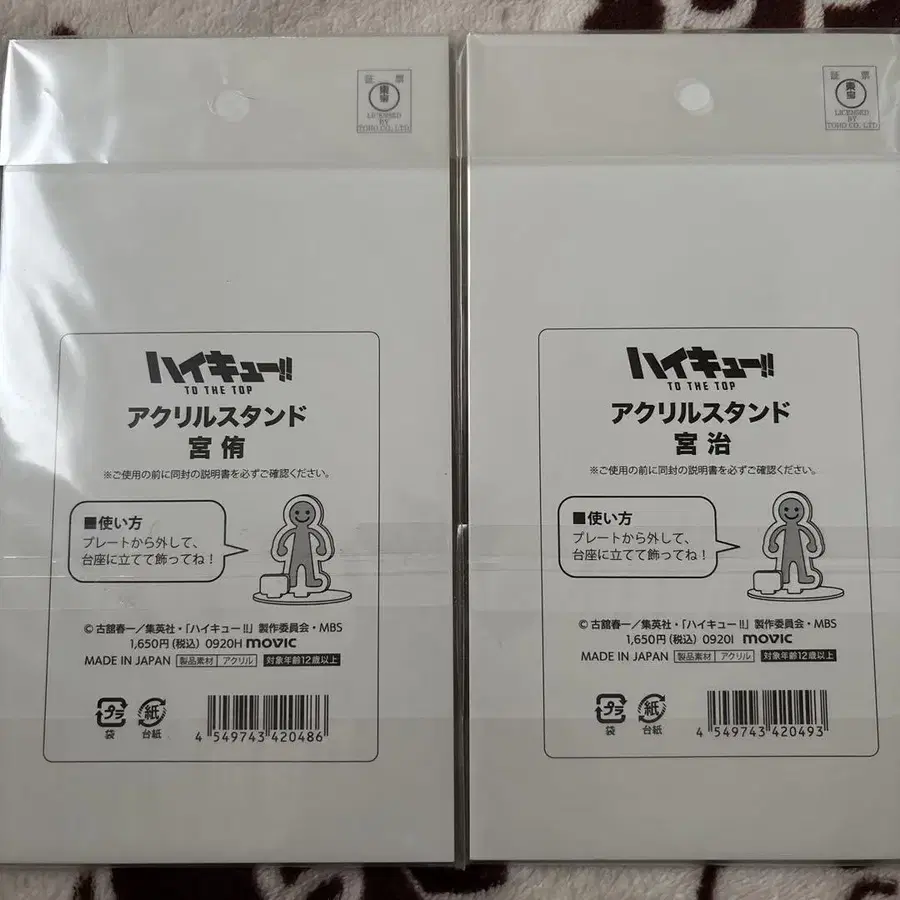 証 票
東宝
LICENSED
BY
TOHO CO., LTD
ハイキュー!!
TO THE TOP
アクリルスタンド
宮 侑
※ご使用の前に同封の説明書を必ずご確認ください。
■使い方
プレートから外して、
台座に立てて飾ってね!
© 古舘春一／集英社・「ハイキュー!!」製作委員会・MBS
1,650円(税込) 0920H movic
MADE IN JAPAN 製品素材 アクリル 対象年齢12歳以上
プラ 紙
袋 台紙
4 549743 420486
証 票
東宝
LICENSED
BY
TOHO CO., LTD
ハイキュー!!
TO THE TOP
アクリルスタンド
宮 治
※ご使用の前に同封の説明書を必ずご確認ください。
■使い方
プレートから外して、
台座に立てて飾ってね!
© 古舘春一／集英社・「ハイキュー!!」製作委員会・MBS
1,650円(税込) 0920I movic
MADE IN JAPAN 製品素材 アクリル 対象年齢12歳以上
プラ 紙
袋 台紙
4 549743 420493